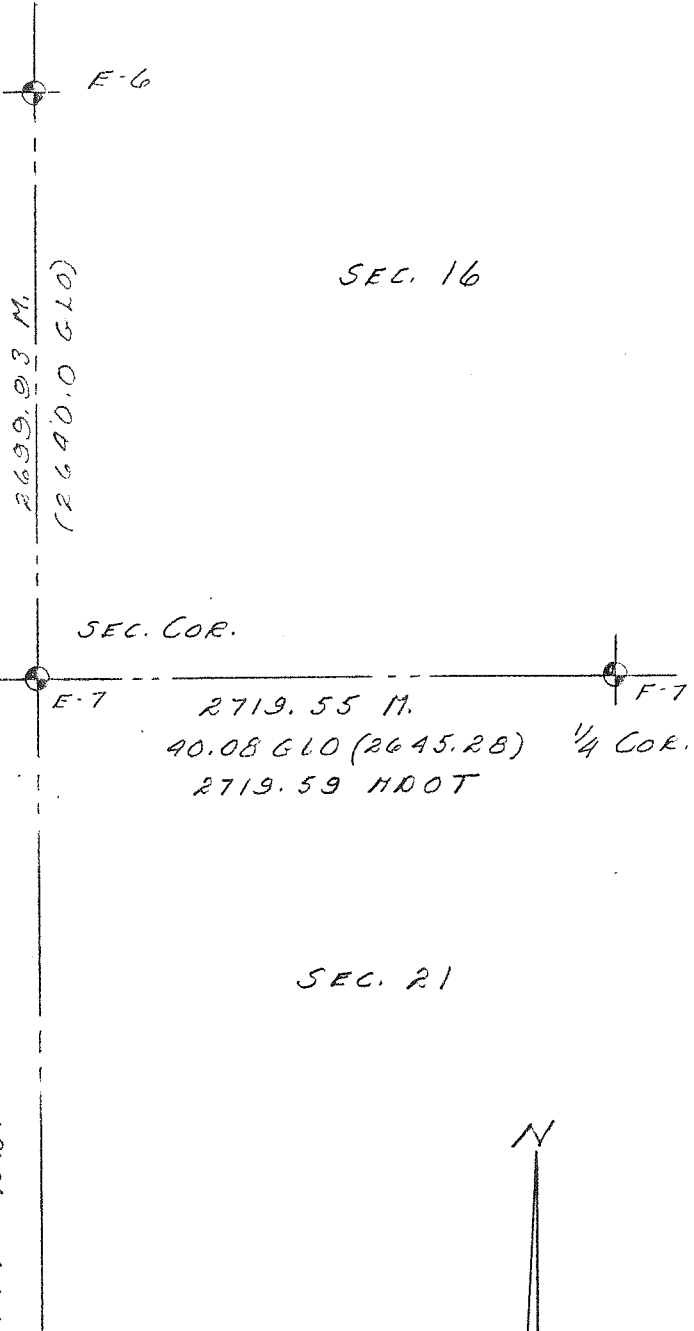 E-6
SEC. 16
2699.93 M.
(2640.0 GLO)
SEC. COR.
E-7
F-7
2719.55 M.
40.08 GLO (2645.28)
1/4 COR.
2719.59 MDOT
SEC. 21
N